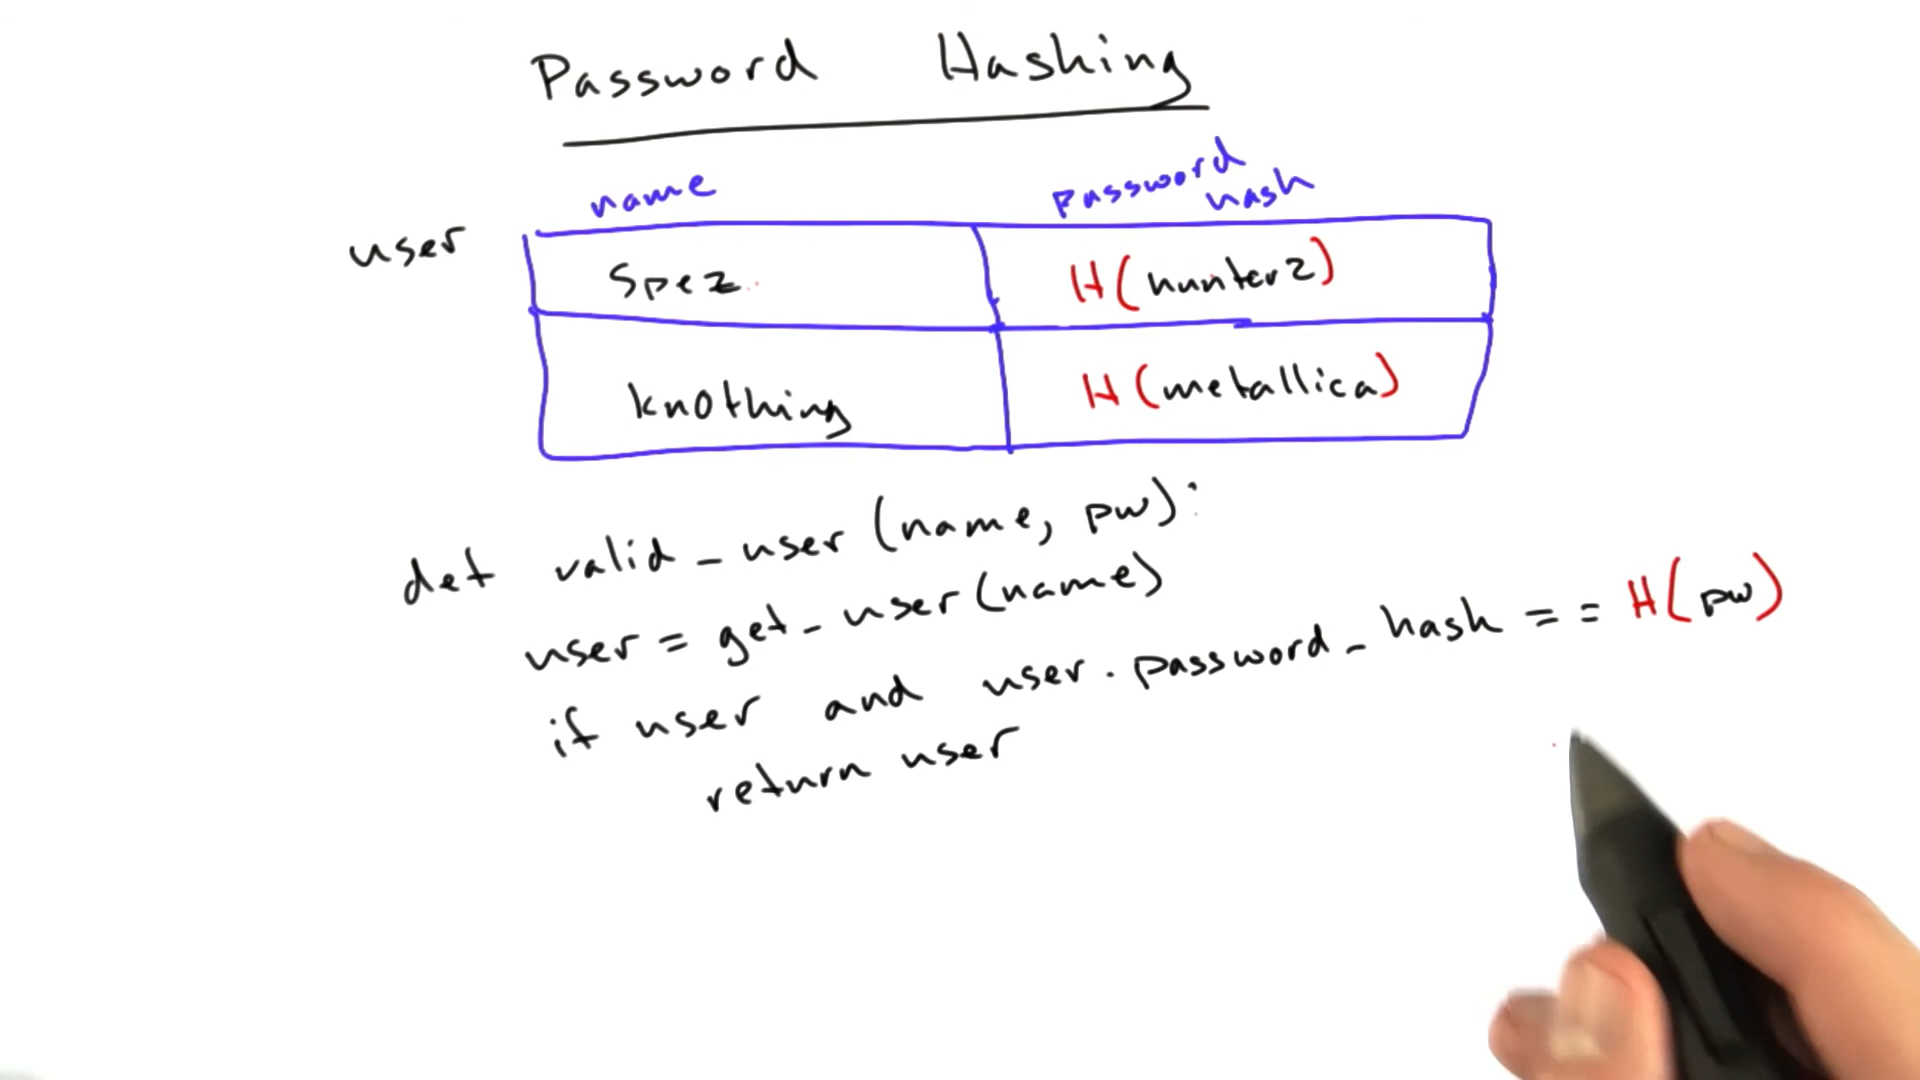 Password Hashing
name password hash
user
Spez H(hunter2)
knothing H(metallica)
def valid_user(name, pw):
user = get_user(name)
if user and user.password_hash == H(pw)
return user